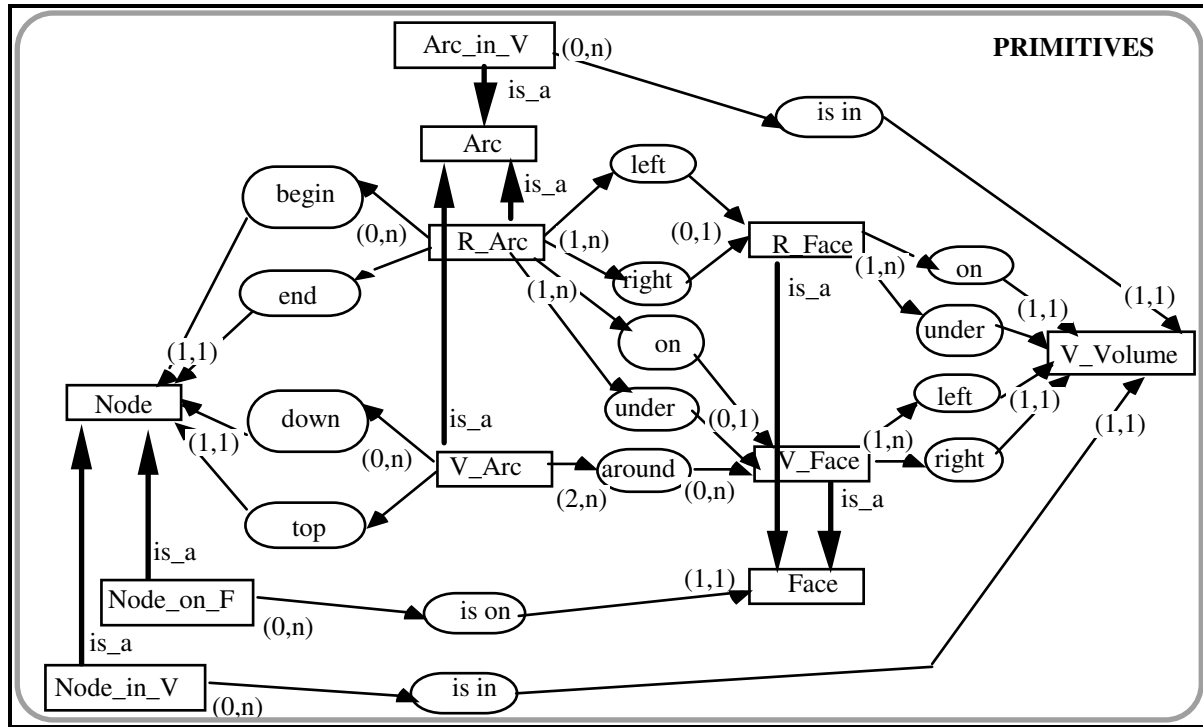 Arc_in_V
(0,n)
PRIMITIVES
is_a
is in
Arc
is_a
left
begin
(0,n)
R_Arc
(1,n)
(0,1)
R_Face
(1,n)
on
end
right
is_a
(1,n)
(1,1)
(1,1)
under
on
V_Volume
(1,1)
Node
down
is_a
under
(0,1)
left
(1,1)
(1,1)
(1,1)
(0,n)
V_Arc
around
V_Face
(1,n)
right
(2,n)
(0,n)
is_a
top
is_a
Node_on_F
(0,n)
is on
(1,1)
Face
is_a
Node_in_V
(0,n)
is in